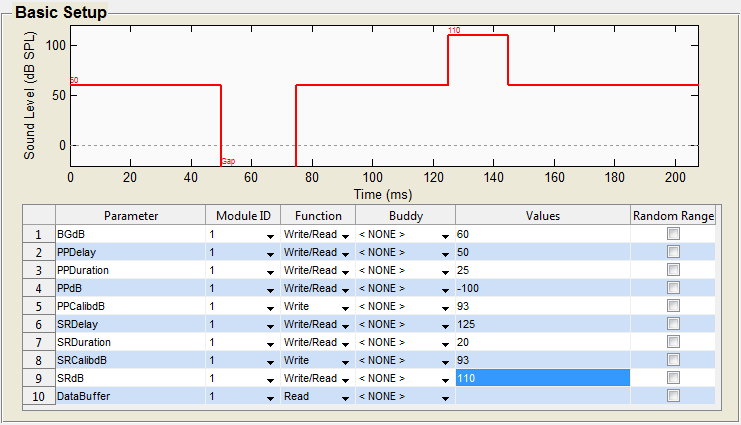 Basic Setup
110
100
60
50
0
Gap
Sound Level (dB SPL)
0 20 40 60 80 100 120 140 160 180 200
Time (ms)
Parameter Module ID Function Buddy Values Random Range
1 BGdB 1 Write/Read < NONE > 60
2 PPDelay 1 Write/Read < NONE > 50
3 PPDuration 1 Write/Read < NONE > 25
4 PPdB 1 Write/Read < NONE > -100
5 PPCalibdB 1 Write < NONE > 93
6 SRDelay 1 Write/Read < NONE > 125
7 SRDuration 1 Write/Read < NONE > 20
8 SRCalibdB 1 Write < NONE > 93
9 SRdB 1 Write/Read < NONE > 110
10 DataBuffer 1 Read < NONE >